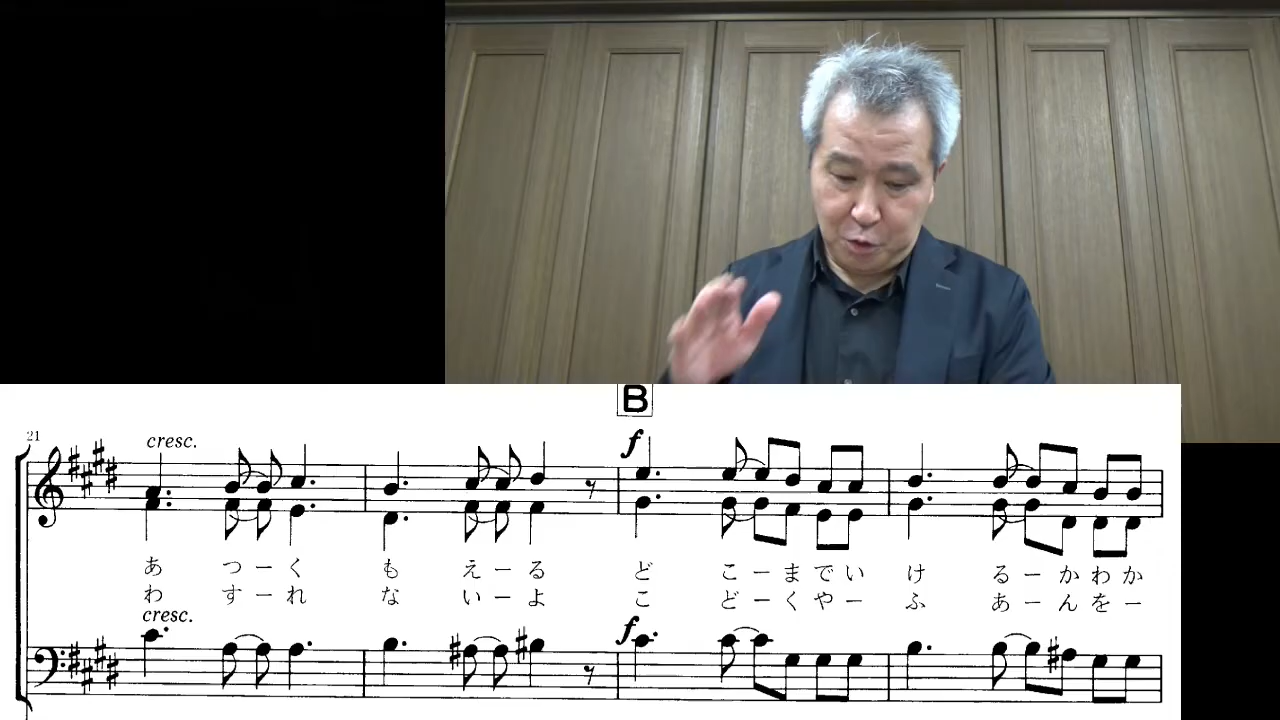 B
21
cresc.
f
あ つ ー く も え ー る ど こ ー ま で い け る ー か わ か
わ す ー れ な い ー よ こ ど ー く や ー ふ あ ー ん を ー
cresc.
f